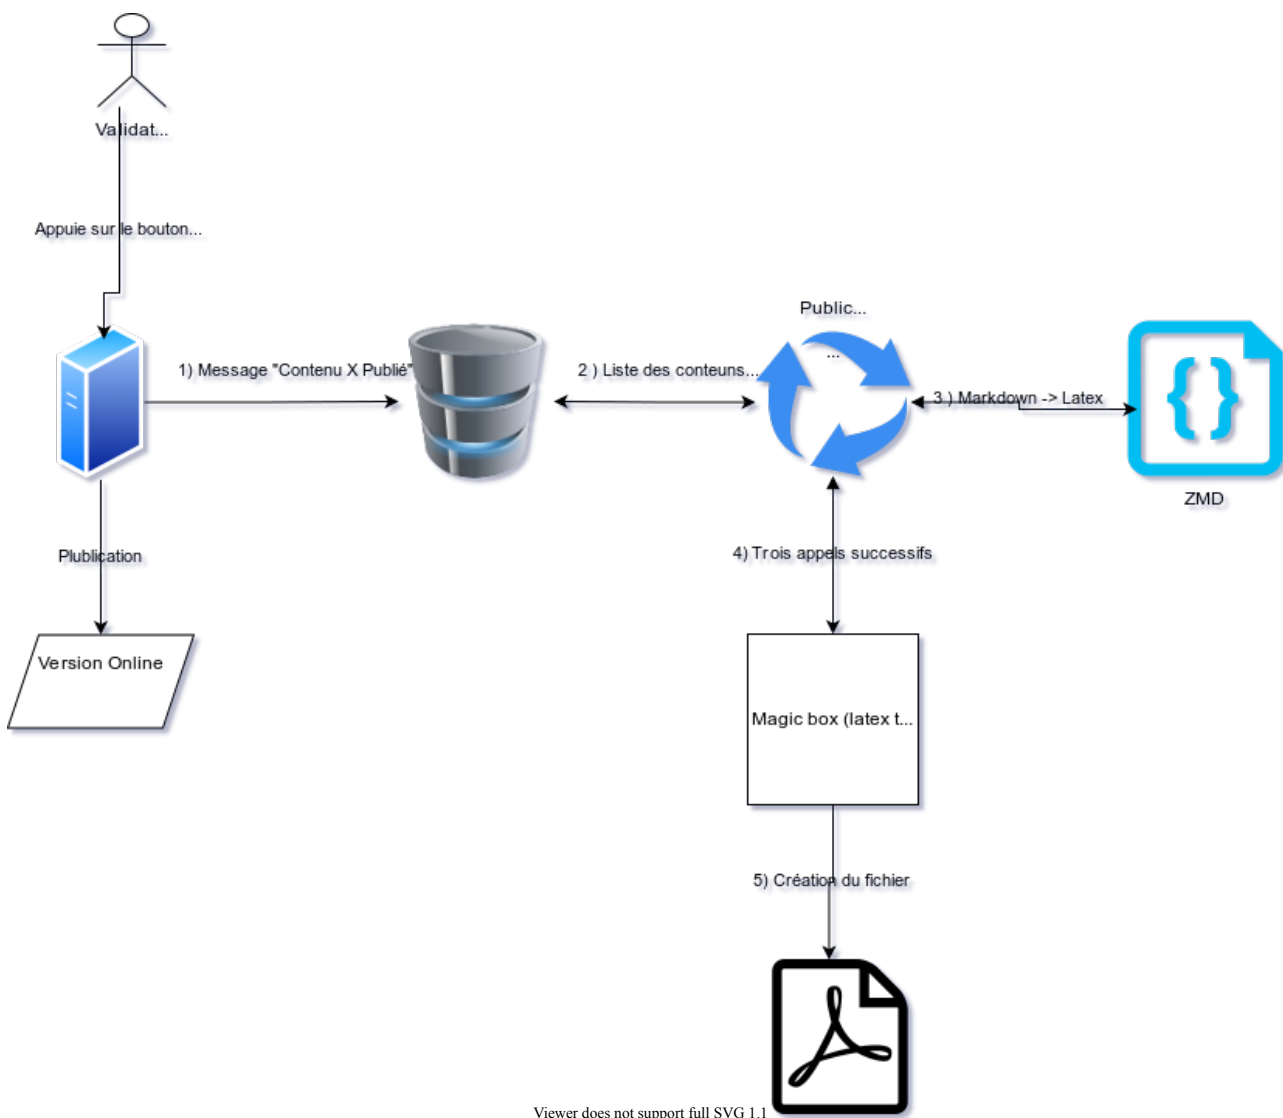 Validat...
Appuie sur le bouton...
Public...
...
1) Message "Contenu X Publié"
2 ) Liste des conteuns...
3 ) Markdown -> Latex
{}
ZMD
Plublication
4) Trois appels successifs
Version Online
Magic box (latex t...
5) Création du fichier
Viewer does not support full SVG 1.1